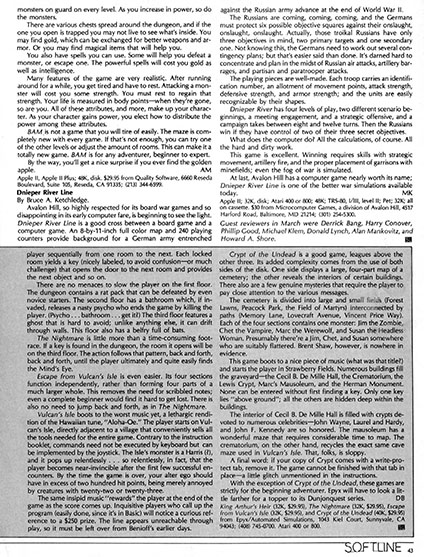 monsters on guard on every level. As you increase in power, so do
the monsters.
There are various chests spread around the dungeon, and if the
one you open is trapped you may not live to see what's inside. You
may find gold, which can be exchanged for better weapons and ar-
mor. Or you may find magical items that will help you.
You also have spells you can use. Some will help you defeat a
monster, or escape one. The powerful spells will cost you gold as
well as intelligence.
Many features of the game are very realistic. After running
around for a while, you get tired and have to rest. Attacking a mon-
ster will cost you some strength. You must rest to regain that
strength. Your life is measured in body points—when they're gone,
so are you. All of these attributes, and more, make up your charac-
ter. As your character gains power, you elect how to distribute the
power among these attributes.
BAM is not a game that you will tire of easily. The maze is com-
pletely new with every game. If that's not enough, you can try one
of the other levels or adjust the amount of rooms. This can make it a
totally new game. BAM is for any adventurer, beginner to expert.
By the way, you'll get a nice surprise if you ever find the golden
apple. AM
Apple II, Apple II Plus; 48K, disk. $29.95 from Quality Software, 6660 Reseda
Boulevard, Suite 105, Reseda, CA 91335; (213) 344-6599.
Dnieper River Line
By Bruce A. Ketchledge.
Avalon Hill, so highly respected for its board war games and so
disappointing in its early computer fare, is beginning to see the light.
Dnieper River Line is a good cross between a board game and a
computer game. An 8-by-11-inch full color map and 240 playing
counters provide background for a German army entrenched
against the Russian army advance at the end of World War II.
The Russians are coming, coming, coming, and the Germans
must protect six possible objective squares against their onslaught,
onslaught, onslaught. Actually, those trickal Russians have only
three objectives in mind, two primary targets and one secondary
one. Not knowing this, the Germans need to work out several con-
tingency plans; but that's easier said than done. It's darned hard to
concentrate and plan in the midst of Russian air attacks, artillery bar-
rages, and partisan and paratrooper attacks.
The playing pieces are well-made. Each troop carries an identifi-
cation number, an allotment of movement points, attack strength,
defensive strength, and armor strength; and the units are easily
recognizable by their shapes.
Dnieper River has four levels of play, two different scenario be-
ginnings, a meeting engagement, and a strategic offensive, and a
campaign takes between eight and twelve turns. Then the Russians
win if they have control of two of their three secret objectives.
What does the computer do? All the calculations, of course. All
the hard and dirty work.
This game is excellent. Winning requires skills with strategic
movement, artillery fire, and the proper placement of garrisons with
minefields; even the fog of war is simulated.
At last, Avalon Hill has a computer game nearly worth its name;
Dnieper River Line is one of the better war simulations available
today. MK
Apple II; 32K, disk; Atari 400 or 800; 48K; TRS-80, I/III, level II; Pet; 32K; all
on cassette. $30 from Microcomputer Games, a division of Avalon Hill, 4517
Harford Road, Baltimore, MD 21214; (301) 254-5300.
Guest reviewers in March were Derrick Bang, Harry Conover,
Phillip Good, Michael Klem, Donald Lynch, Alan Mankovitz, and
Howard A. Shore.
player sequentially from one room to the next. Each locked
room yields a key (nicely labeled, to avoid confusion—or much
challenge) that opens the door to the next room and provides
the next object and so on.
There are no menaces to slow the player on the first floor.
The dungeon contains a rat pack that can be defeated by even
novice starters. The second floor has a bathroom which, if in-
vaded, releases a nasty psycho who ends the game by killing the
player. (Psycho . . . bathroom . . . get it?) The third floor features a
ghost that is hard to avoid; unlike anything else, it can drift
through walls. This floor also has a belfry full of bats.
The Nightmare is little more than a time-consuming foot-
race. If a key is found in the dungeon, the room it opens will be
on the third floor. The action follows that pattern, back and forth,
back and forth, until the player ultimately and quite easily finds
the Mind's Eye.
Escape from Vulcan's Isle is even easier. Its four sections
function independently, rather than forming four parts of a
much larger whole. This removes the need for scribbled notes;
even a complete beginner would find it hard to get lost. There is
also no need to jump back and forth, as in The Nightmare.
Vulcan's Isle boots to the worst music yet, a lethargic rendi-
tion of the Hawaiian tune, "Aloha-Oe." The player starts on Vul-
can's Isle, directly adjacent to a village that conveniently sells all
the tools needed for the entire game. Contrary to the instruction
booklet, commands need not be executed by keyboard but can
be implemented by the joystick. The Isle's monster is a Harris (!),
and it pops up relentlessly . . . so relentlessly, in fact, that the
player becomes near-invincible after the first few successful en-
counters. By the time the game is over, your alter ego should
have in excess of two hundred hit points, being merely annoyed
by creatures with twenty-two or twenty-three.
The same insipid music "rewards" the player at the end of the
game as the score comes up. Inquisitive players who call up the
program (easily done, since it's in Basic) will notice a curious ref-
erence to a $250 prize. The line appears unreachable through
play, so it must be left over from Benioff's earlier days.
Crypt of the Undead is a good game, leagues above the
other three. Its added complexity comes from the use of both
sides of the disk. One side displays a large, four-part map of a
cemetery; the other reveals the interiors of certain buildings.
There also are a few genuine mysteries that require the player to
pay close attention to the various messages.
The cemetery is divided into large and small fields (Forest
Lawns, Peacock Park, the Field of Martyrs) interconnected by
paths (Memory Lane, Lovecraft Avenue, Vincent Price Way).
Each of the four sections contains one monster: Jim the Zombie,
Chet the Vampire, Marc the Werewolf, and Susan the Headless
Woman. Presumably there're a Jim, Chet, and Susan somewhere
who are suitably flattered. Brent Shaw, however, is nowhere in
evidence.
This game boots to a nice piece of music (what was that title?)
and starts the player in Strawberry Fields. Numerous buildings fill
the graveyard—the Cecil B. De Mille Hall, the Crematorium, the
Lewis Crypt, Marc's Mausoleum, and the Herman Monument.
None can be entered without first finding a key. Only one key
lies "above ground"; all the others are hidden deep within the
buildings.
The interior of Cecil B. De Mille Hall is filled with crypts de-
voted to numerous celebrities—John Wayne, Laurel and Hardy,
and John F. Kennedy are so honored. The mausoleum has a
wonderful maze that requires considerable time to map. The
crematorium, on the other hand, recycles the exact same cave
maze used in Vulcan's Isle. That, folks, is sloppy.
A final word: if your copy of Crypt comes with a write-pro-
tect tab, remove it. The game cannot be finished with that tab in
place—a little glitch unmentioned in the instructions.
With the exception of Crypt of the Undead, these games are
strictly for the beginning adventurer. Epyx will have to look a lit-
tle farther for a topper to its Dunjonquest series. DB
King Arthur's Heir (32K, $29.95), The Nightmare (32K, $29.95), Escape
from Vulcan's Isle (32K, $29.95), and Crypt of the Undead (32K, $29.95)
from Epyx/Automated Simulations, 1043 Kiel Court, Sunnyvale, CA
94043; (408) 745-0700. Atari 400 or 800.
SOFTLINE 43